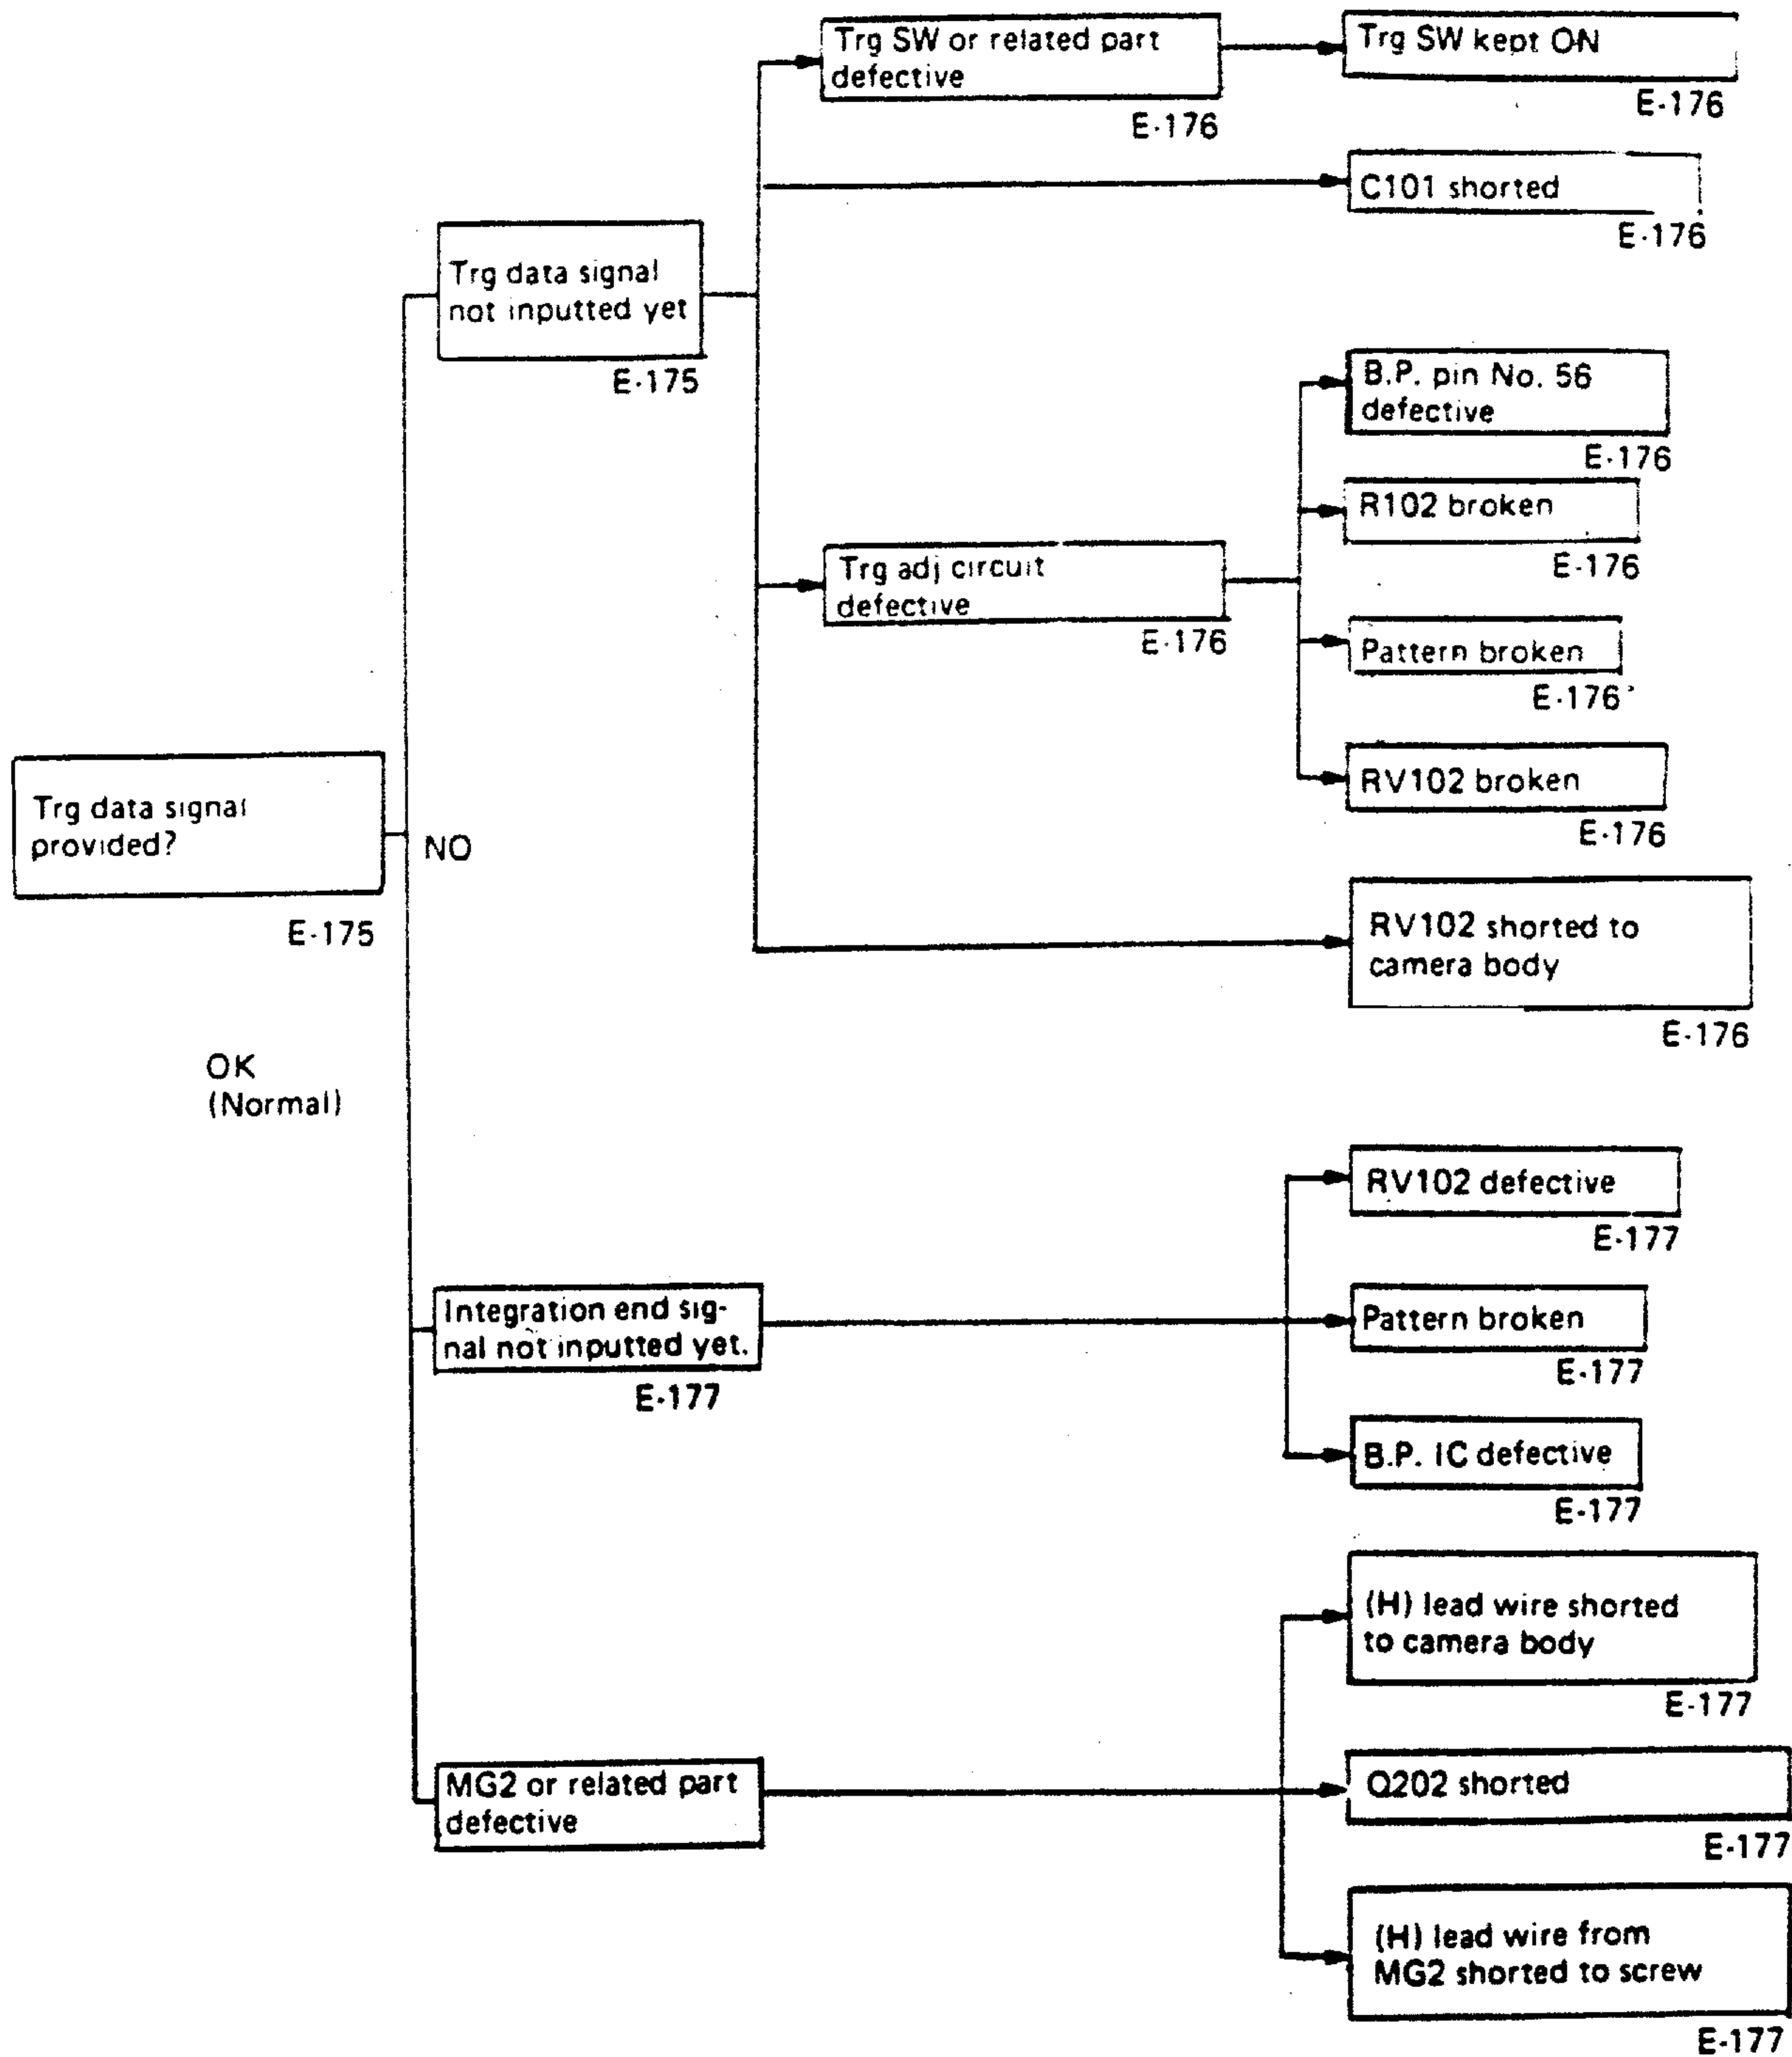 Trg SW or related part
defective
E-176
Trg SW kept ON
E-176
C101 shorted
E-176
Trg data signal
not inputted yet
E-175
B.P. pin No. 56
defective
E-176
R102 broken
E-176
Trg adj circuit
defective
E-176
Pattern broken
E-176
RV102 broken
E-176
Trg data signal
provided?
E-175
NO
RV102 shorted to
camera body
E-176
OK
(Normal)
RV102 defective
E-177
Integration end sig-
nal not inputted yet.
E-177
Pattern broken
E-177
B.P. IC defective
E-177
(H) lead wire shorted
to camera body
E-177
MG2 or related part
defective
Q202 shorted
E-177
(H) lead wire from
MG2 shorted to screw
E-177